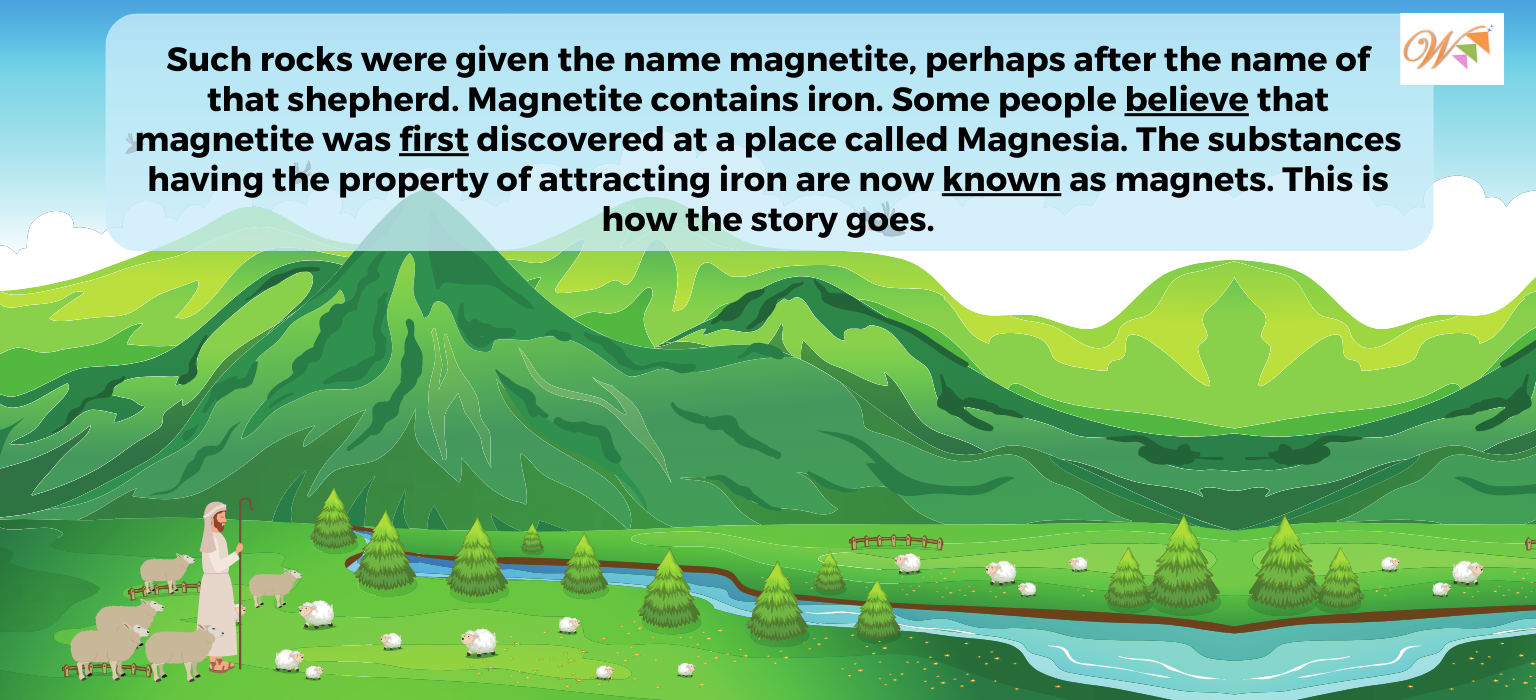 Such rocks were given the name magnetite, perhaps after the name of
that shepherd. Magnetite contains iron. Some people believe that
magnetite was first discovered at a place called Magnesia. The substances
having the property of attracting iron are now known as magnets. This is
how the story goes.
W